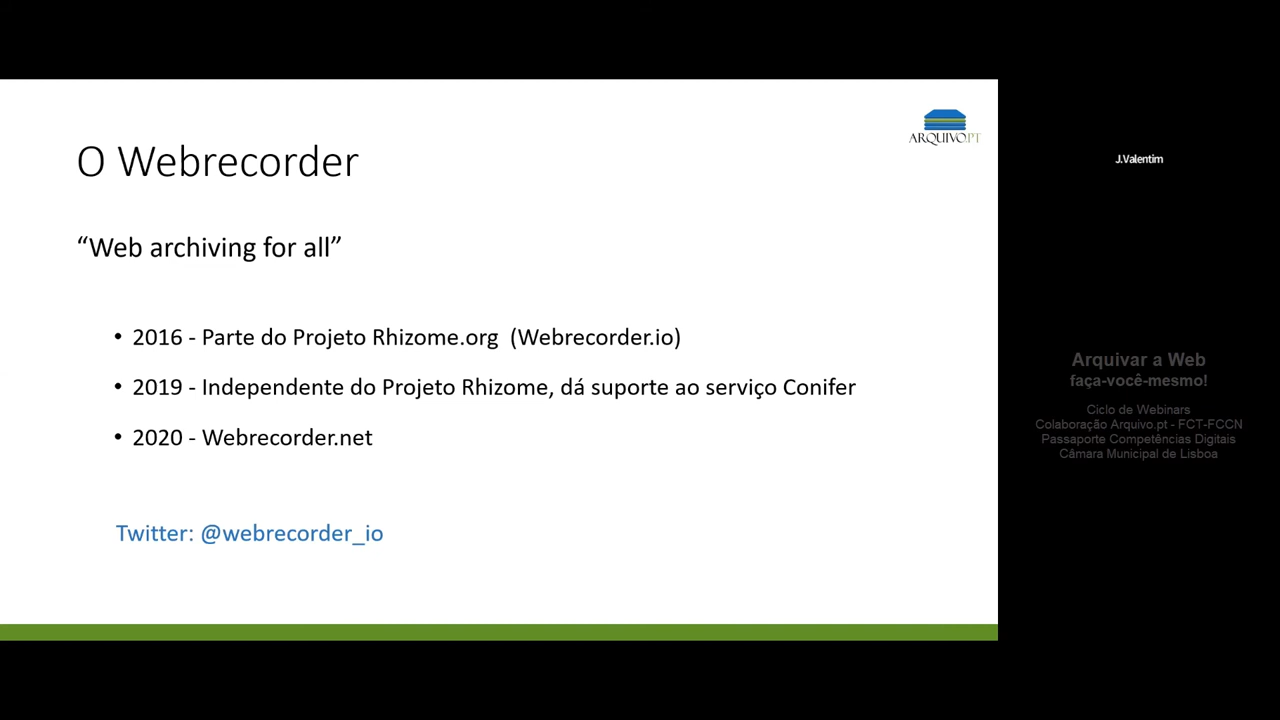 ARQUIVO.PT
O Webrecorder
“Web archiving for all”
• 2016 - Parte do Projeto Rhizome.org (Webrecorder.io)
• 2019 - Independente do Projeto Rhizome, dá suporte ao serviço Conifer
• 2020 - Webrecorder.net
Twitter: @webrecorder_io
J.Valentim
Arquivar a Web
faça-você-mesmo!
Ciclo de Webinars
Colaboração Arquivo.pt - FCT-FCCN
Passaporte Competências Digitais
Câmara Municipal de Lisboa